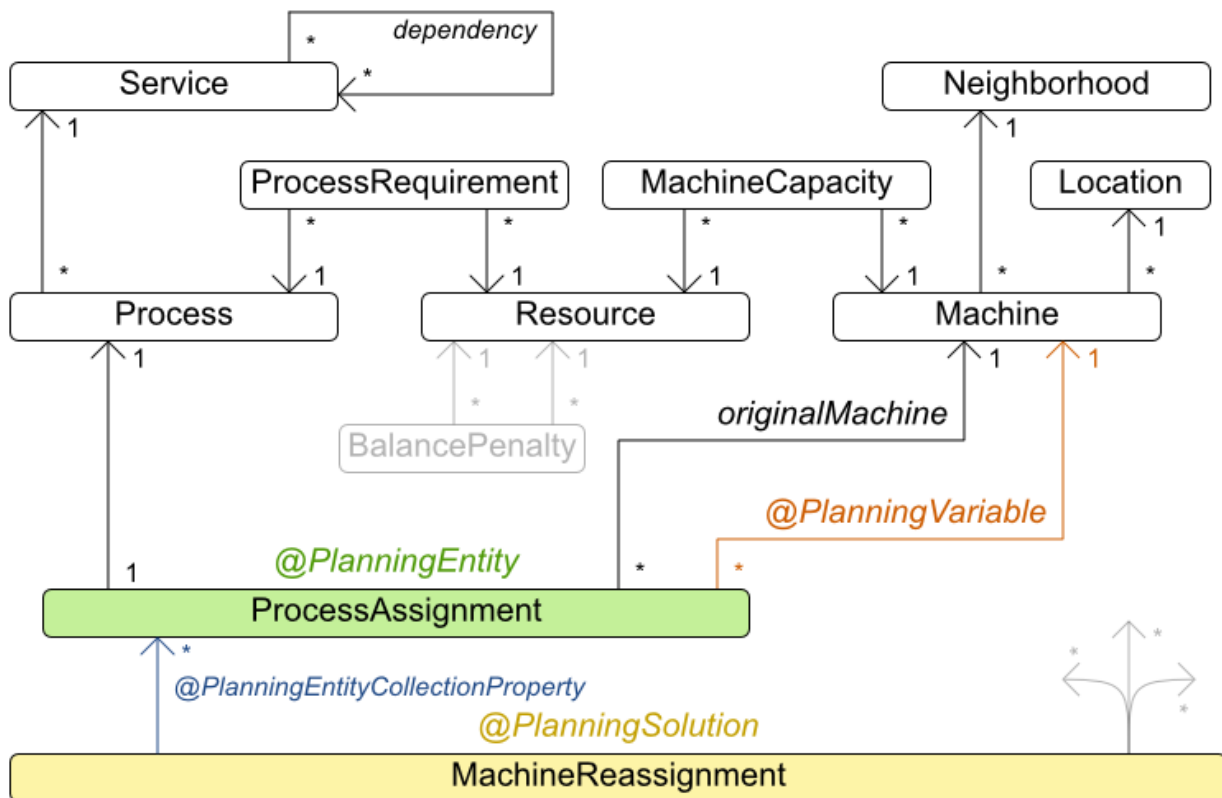 *
dependency
Service
*
Neighborhood
1
1
ProcessRequirement
MachineCapacity
Location
*
*
*
*
1
*
1
1
1
1
*
*
Process
Resource
Machine
1
1
1
1
1
*
*
originalMachine
BalancePenalty
@PlanningVariable
@PlanningEntity
1
*
*
ProcessAssignment
*
*
*
@PlanningEntityCollectionProperty
*
@PlanningSolution
MachineReassignment